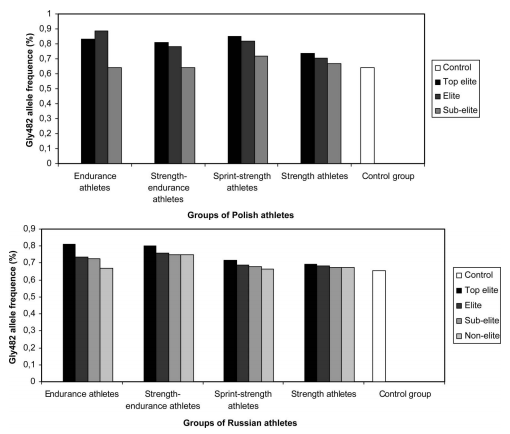 Gly482 allele frequence (%)
1
0,9
0,8
0,7
0,6
0,5
0,4
0,3
0,2
0,1
0
Endurance
athletes
Strength-
endurance
athletes
Sprint-strength
athletes
Strength athletes
Control group
Groups of Polish athletes
Control
Top elite
Elite
Sub-elite
Gly482 allele frequence (%)
0,9
0,8
0,7
0,6
0,5
0,4
0,3
0,2
0,1
0
Endurance athletes
Strength-
endurance athletes
Sprint-strength
athletes
Strength athletes
Control group
Groups of Russian athletes
Control
Top elite
Elite
Sub-elite
Non-elite